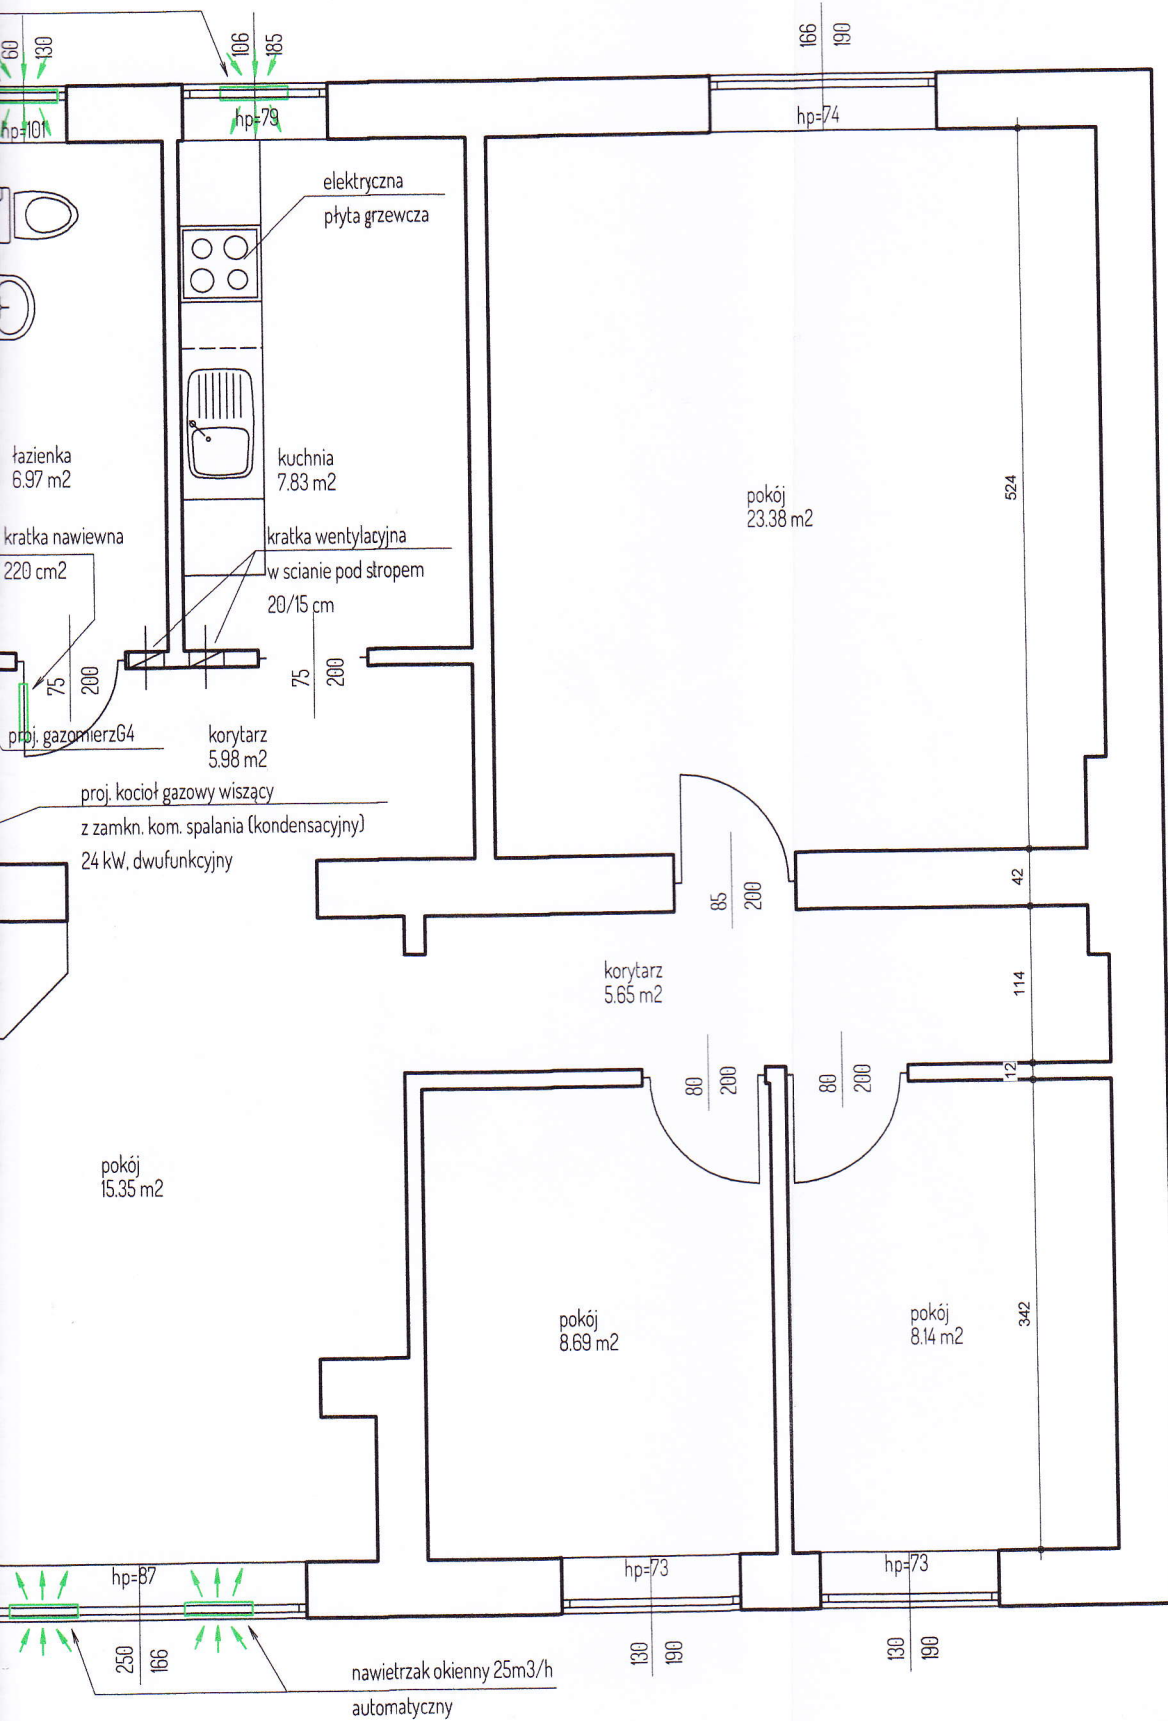 60
130
106
185
166
190
hp=101
hp=79
hp=74
elektryczna
płyta grzewcza
łazienka
6.97 m2
kuchnia
7.83 m2
pokój
23.38 m2
524
kratka nawiewna
220 cm2
kratka wentylacyjna
w scianie pod stropem
20/15 cm
75
200
75
200
proj. gazomierzG4
korytarz
5.98 m2
proj. kocioł gazowy wiszący
z zamkn. kom. spalania (kondensacyjny)
24 kW, dwufunkcyjny
85
200
42
korytarz
5.65 m2
114
80
200
80
200
12
pokój
15.35 m2
pokój
8.69 m2
pokój
8.14 m2
342
hp=87
hp=73
hp=73
250
166
130
190
130
190
nawietrzak okienny 25m3/h
automatyczny